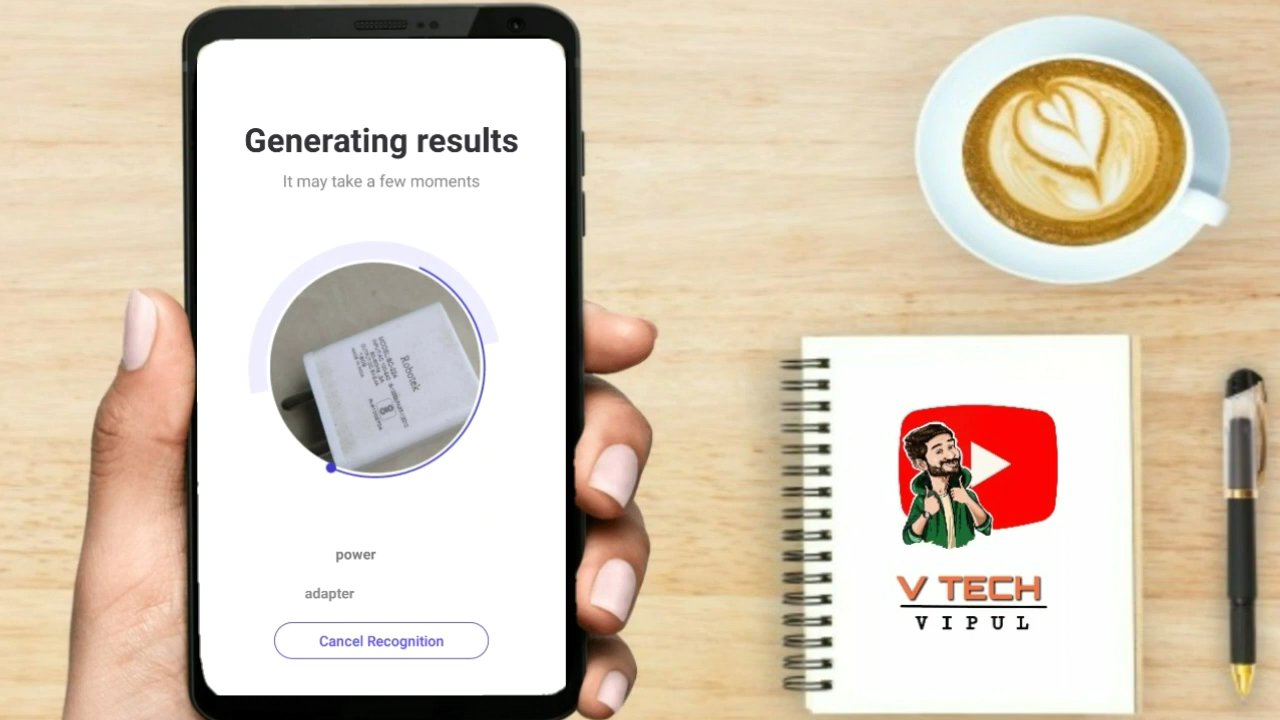 Generating results
It may take a few moments
Robotek
power
adapter
Cancel Recognition
V TECH
VIPUL